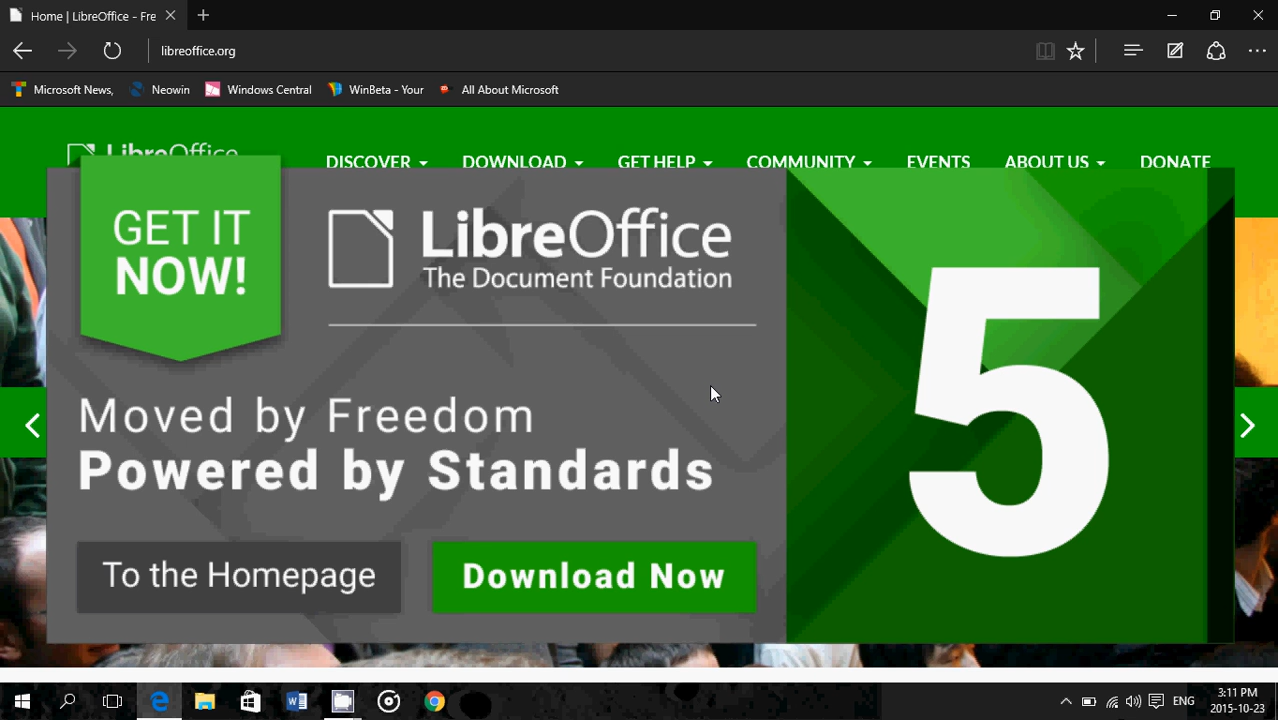 Home | LibreOffice - Fre
libreoffice.org
Microsoft News,
Neowin
Windows Central
WinBeta - Your
All About Microsoft
LibreOffice
DISCOVER
DOWNLOAD
GET HELP
COMMUNITY
EVENTS
ABOUT US
DONATE
GET IT
NOW!
LibreOffice
The Document Foundation
5
Moved by Freedom
Powered by Standards
To the Homepage
Download Now
ENG
3:11 PM
2015-10-23